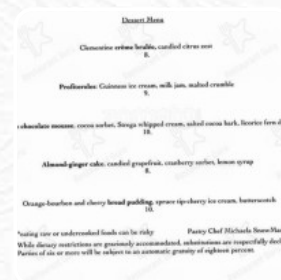 Dessert Menu
Clementine crème brulée, candied citrus zest
8.
Profiteroles: Guinness ice cream, milk jam, malted crumble
9.
chocolate mousse, cocoa sorbet, Saraga whipped cream, salted cocoa bark, licorice fern
10.
Almond-ginger cake, candied grapefruit, cranberry sorbet, lemon syrup
8.
Orange-bourbon and cherry bread pudding, spruce tip-cherry ice cream, butterscotch
10.
eating raw or undercooked foods can be risky
Pastry Chef Michaela
While dietary restrictions are graciously accommodated, substitutions are respectfully
Parties of six or more will be subject to an automatic gratuity of eighteen percent.